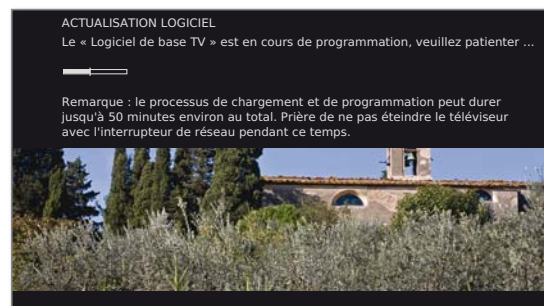 ACTUALISATION LOGICIEL
Le « Logiciel de base TV » est en cours de programmation, veuillez patienter ...
Remarque : le processus de chargement et de programmation peut durer
jusqu'à 50 minutes environ au total. Prière de ne pas éteindre le téléviseur
avec l'interrupteur de réseau pendant ce temps.